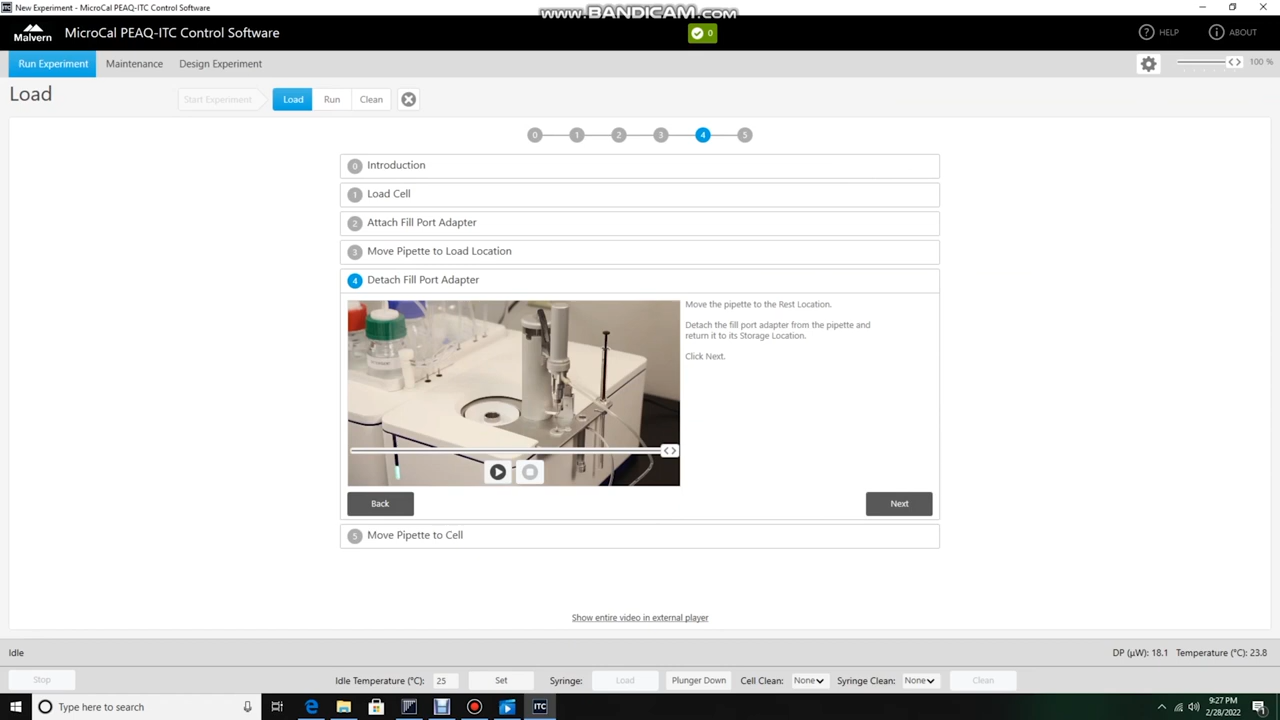 New Experiment - MicroCal PEAQ-ITC Control Software
www.BANDICAM.com
Malvern
MicroCal PEAQ-ITC Control Software
0
HELP
ABOUT
Run Experiment
Maintenance
Design Experiment
100 %
Load
Start Experiment
Load
Run
Clean
0
1
2
3
4
5
0 Introduction
1 Load Cell
2 Attach Fill Port Adapter
3 Move Pipette to Load Location
4 Detach Fill Port Adapter
Move the pipette to the Rest Location.
Detach the fill port adapter from the pipette and
return it to its Storage Location.
Click Next.
Back
Next
5 Move Pipette to Cell
Show entire video in external player
Idle
DP (µW): 18.1 Temperature (°C): 23.8
Stop
Idle Temperature (°C): 25
Set
Syringe:
Load
Plunger Down
Cell Clean: None
Syringe Clean: None
Clean
Type here to search
ITC
9:27 PM
2/28/2022
1